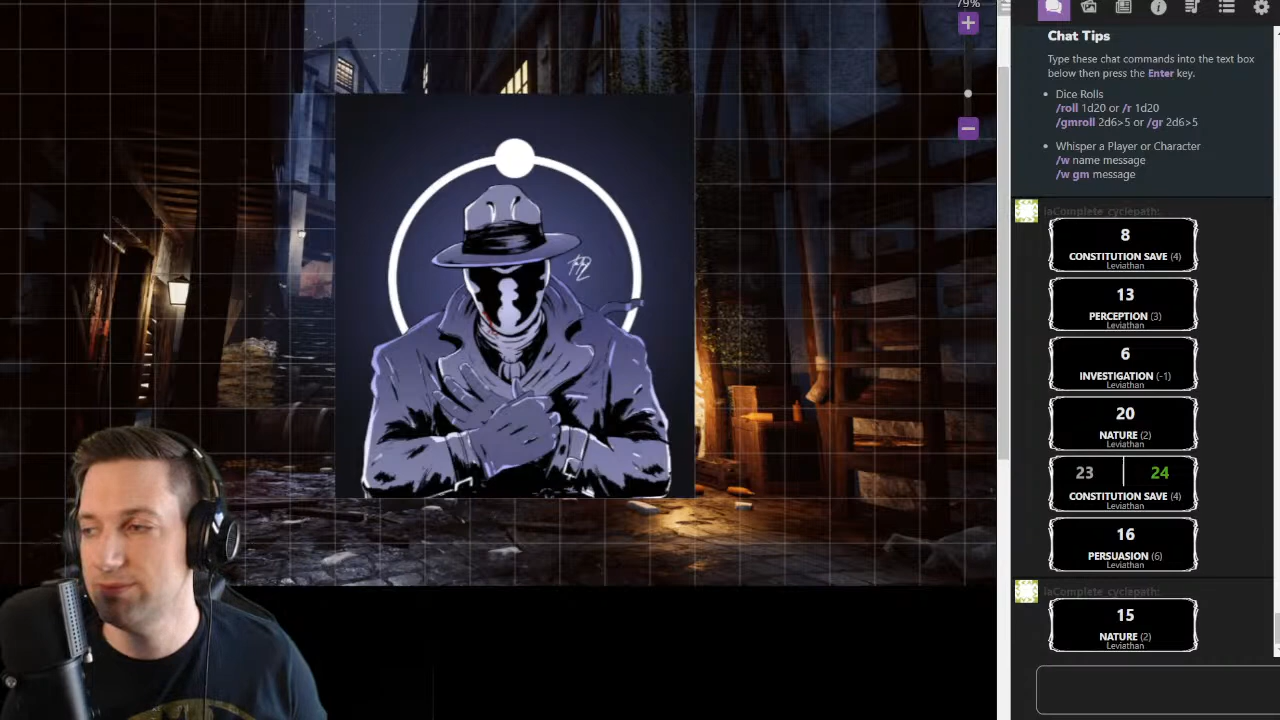 79%
Chat Tips
Type these chat commands into the text box
below then press the Enter key.
Dice Rolls
/roll 1d20 or /r 1d20
/gmroll 2d6>5 or /gr 2d6>5
Whisper a Player or Character
/w name message
/w gm message
laComplete_cyclepath:
8
CONSTITUTION SAVE (4)
Leviathan
13
PERCEPTION (3)
Leviathan
6
INVESTIGATION (-1)
Leviathan
20
NATURE (2)
Leviathan
23 24
CONSTITUTION SAVE (4)
Leviathan
16
PERSUASION (6)
Leviathan
laComplete_cyclepath:
15
NATURE (2)
Leviathan